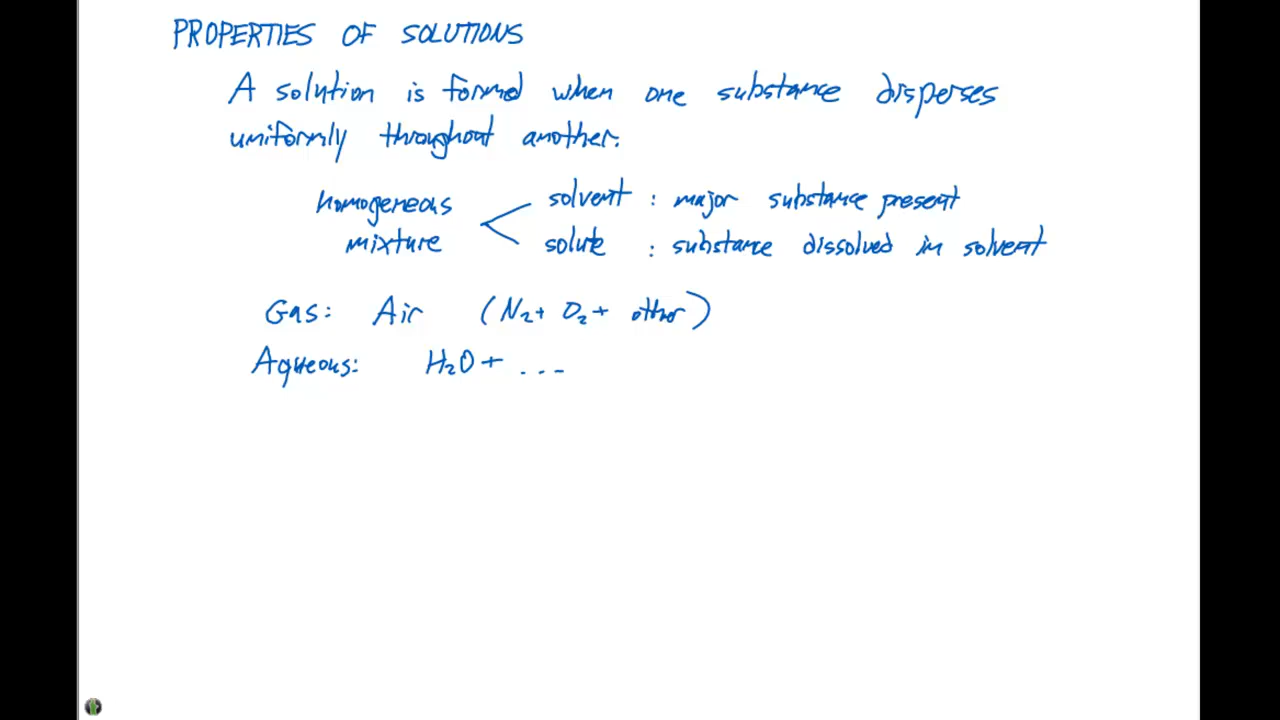 PROPERTIES OF SOLUTIONS
A solution is formed when one substance disperses
uniformly throughout another.
homogeneous mixture < solvent : major substance present
solute : substance dissolved in solvent
Gas: Air (N₂+ O₂+ other)
Aqueous: H₂O + ...